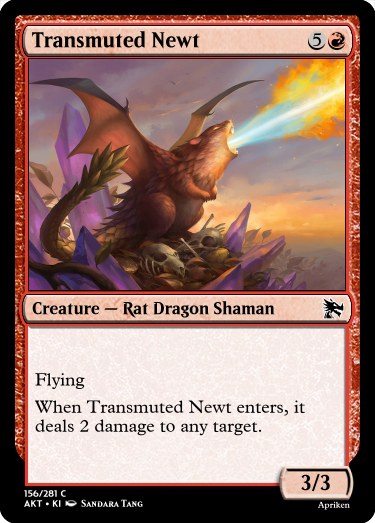 Transmuted Newt 5
Creature — Rat Dragon Shaman
Flying
When Transmuted Newt enters, it
deals 2 damage to any target.
3/3
156/281 C
AKT • KI Sandara Tang
Apriken